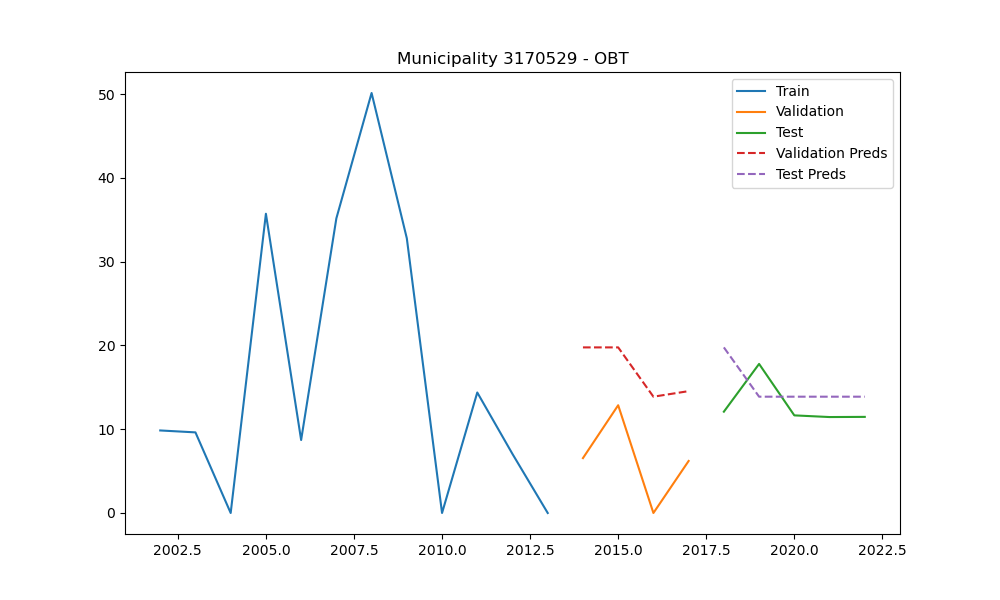 Municipality 3170529 - OBT
Train
Validation
Test
Validation Preds
Test Preds
50
40
30
20
10
0
2002.5 2005.0 2007.5 2010.0 2012.5 2015.0 2017.5 2020.0 2022.5